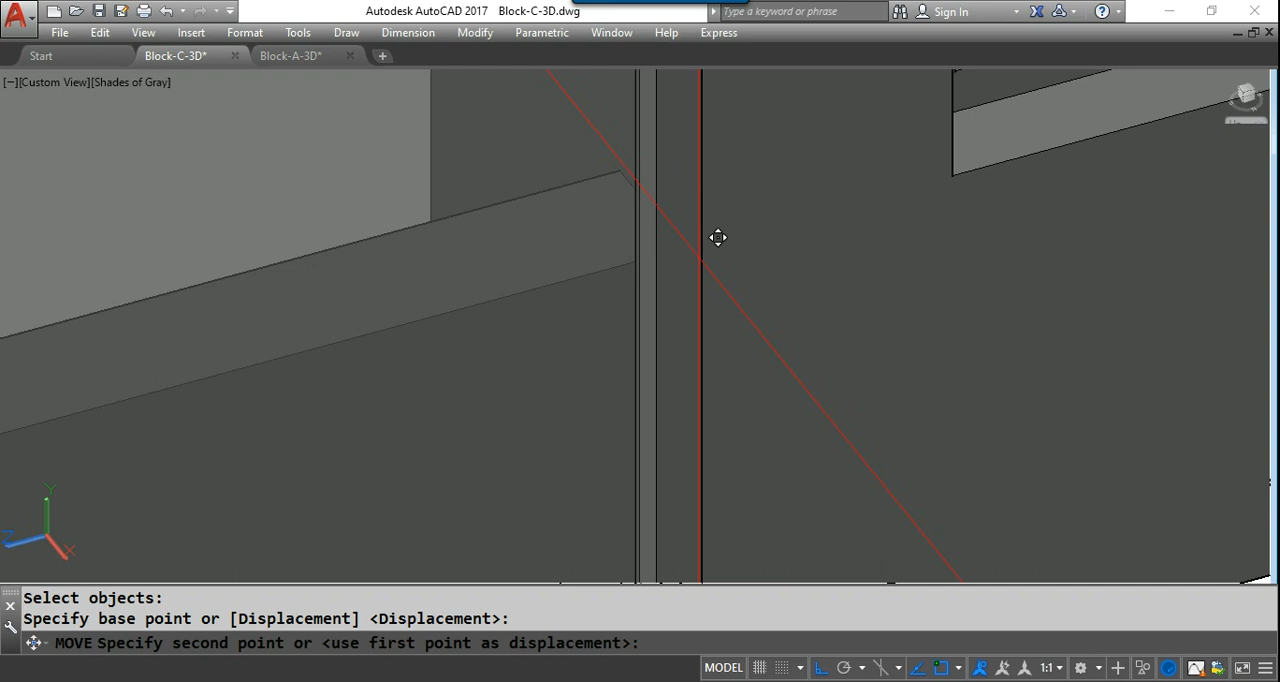 Autodesk AutoCAD 2017 Block-C-3D.dwg
Type a keyword or phrase
Sign In
File Edit View Insert Format Tools Draw Dimension Modify Parametric Window Help Express
Start Block-C-3D* Block-A-3D*
[−][Custom View][Shades of Gray]
Y
Z
X
Select objects:
Specify base point or [Displacement] <Displacement>:
MOVE Specify second point or <use first point as displacement>:
MODEL 1:1